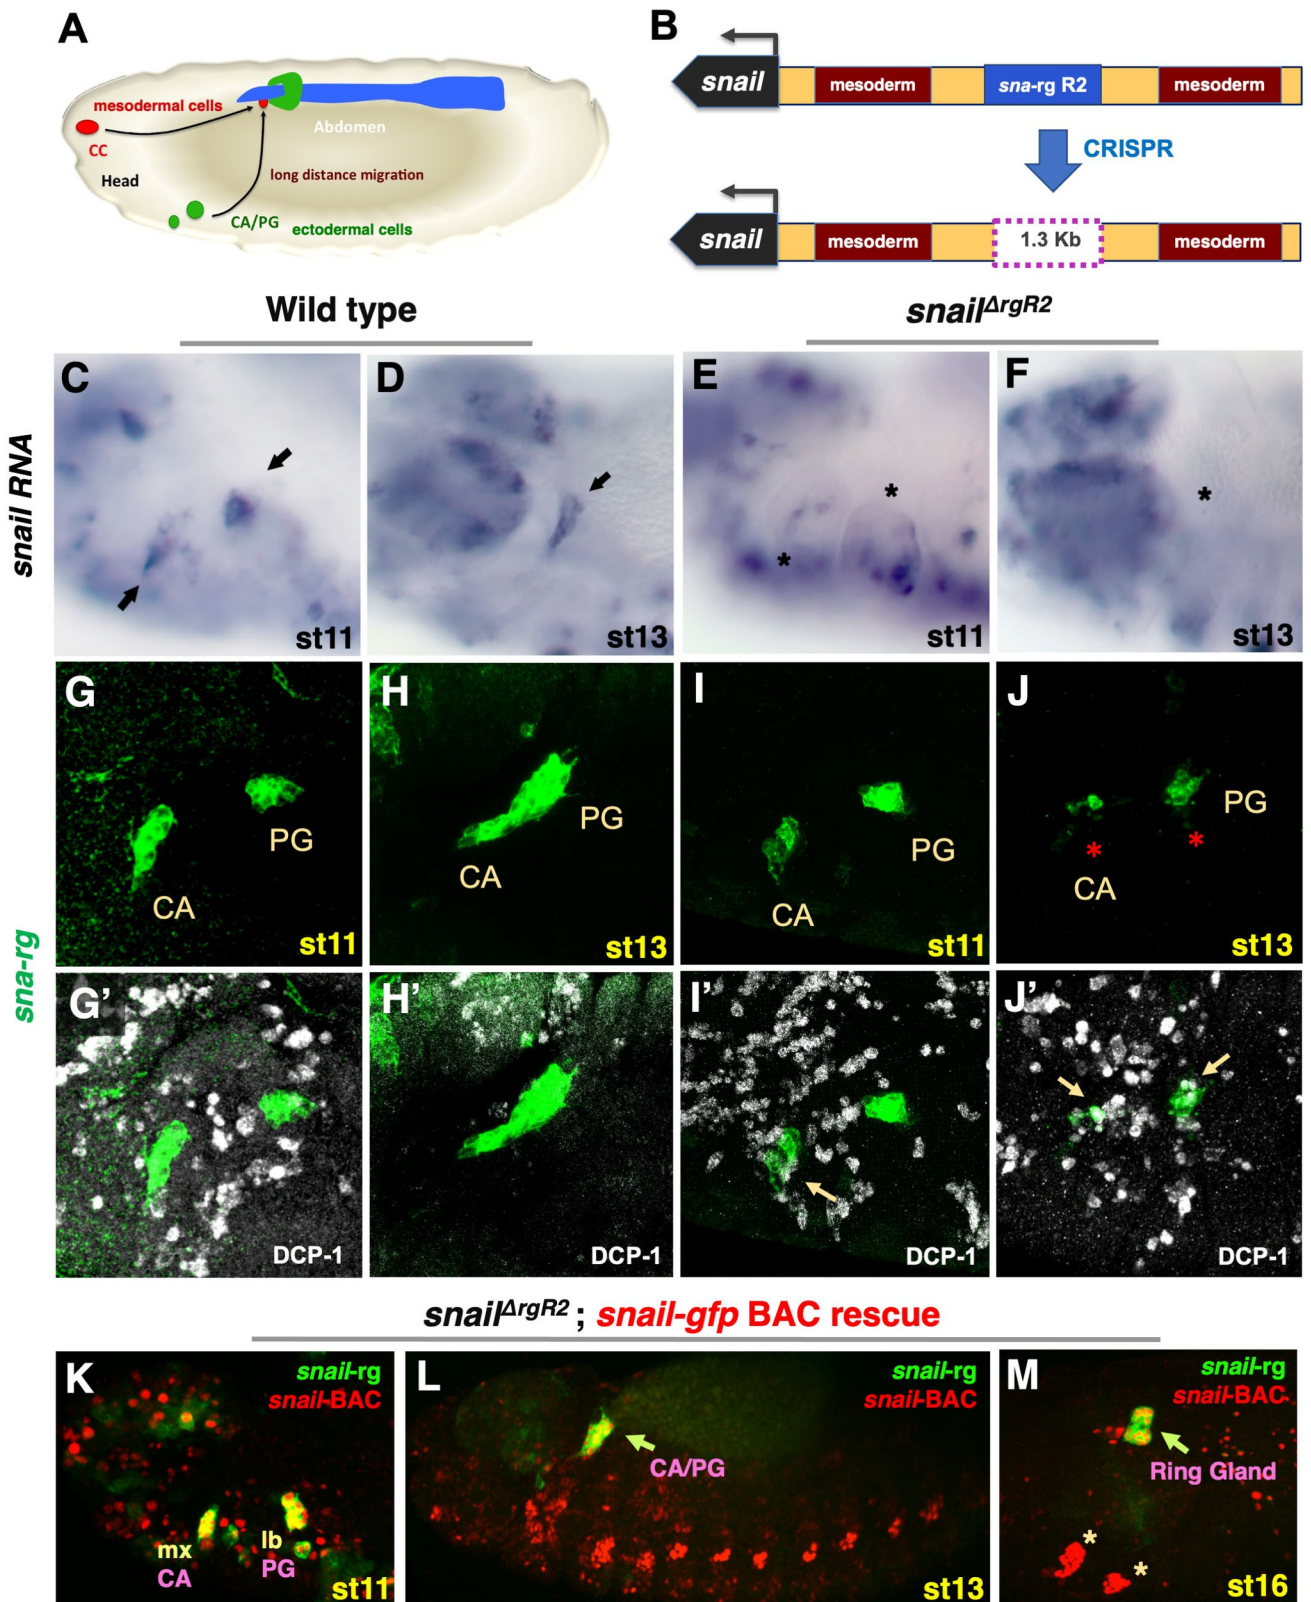 A
mesodermal cells
CC
Head
Abdomen
long distance migration
CA/PG
ectodermal cells
B
snail
mesoderm
sna-rg R2
mesoderm
CRISPR
snail
mesoderm
1.3 Kb
mesoderm
Wild type
snailΔrgR2
snail RNA
C
st11
D
st13
E
*
*
st11
F
*
st13
sna-rg
G
PG
CA
st11
H
PG
CA
st13
I
PG
CA
st11
J
PG
*
*
CA
st13
G’
DCP-1
H’
DCP-1
I’
DCP-1
J’
DCP-1
snailΔrgR2 ; snail-gfp BAC rescue
K
snail-rg
snail-BAC
mx
CA
lb
PG
st11
L
snail-rg
snail-BAC
CA/PG
st13
M
snail-rg
snail-BAC
Ring Gland
*
*
st16